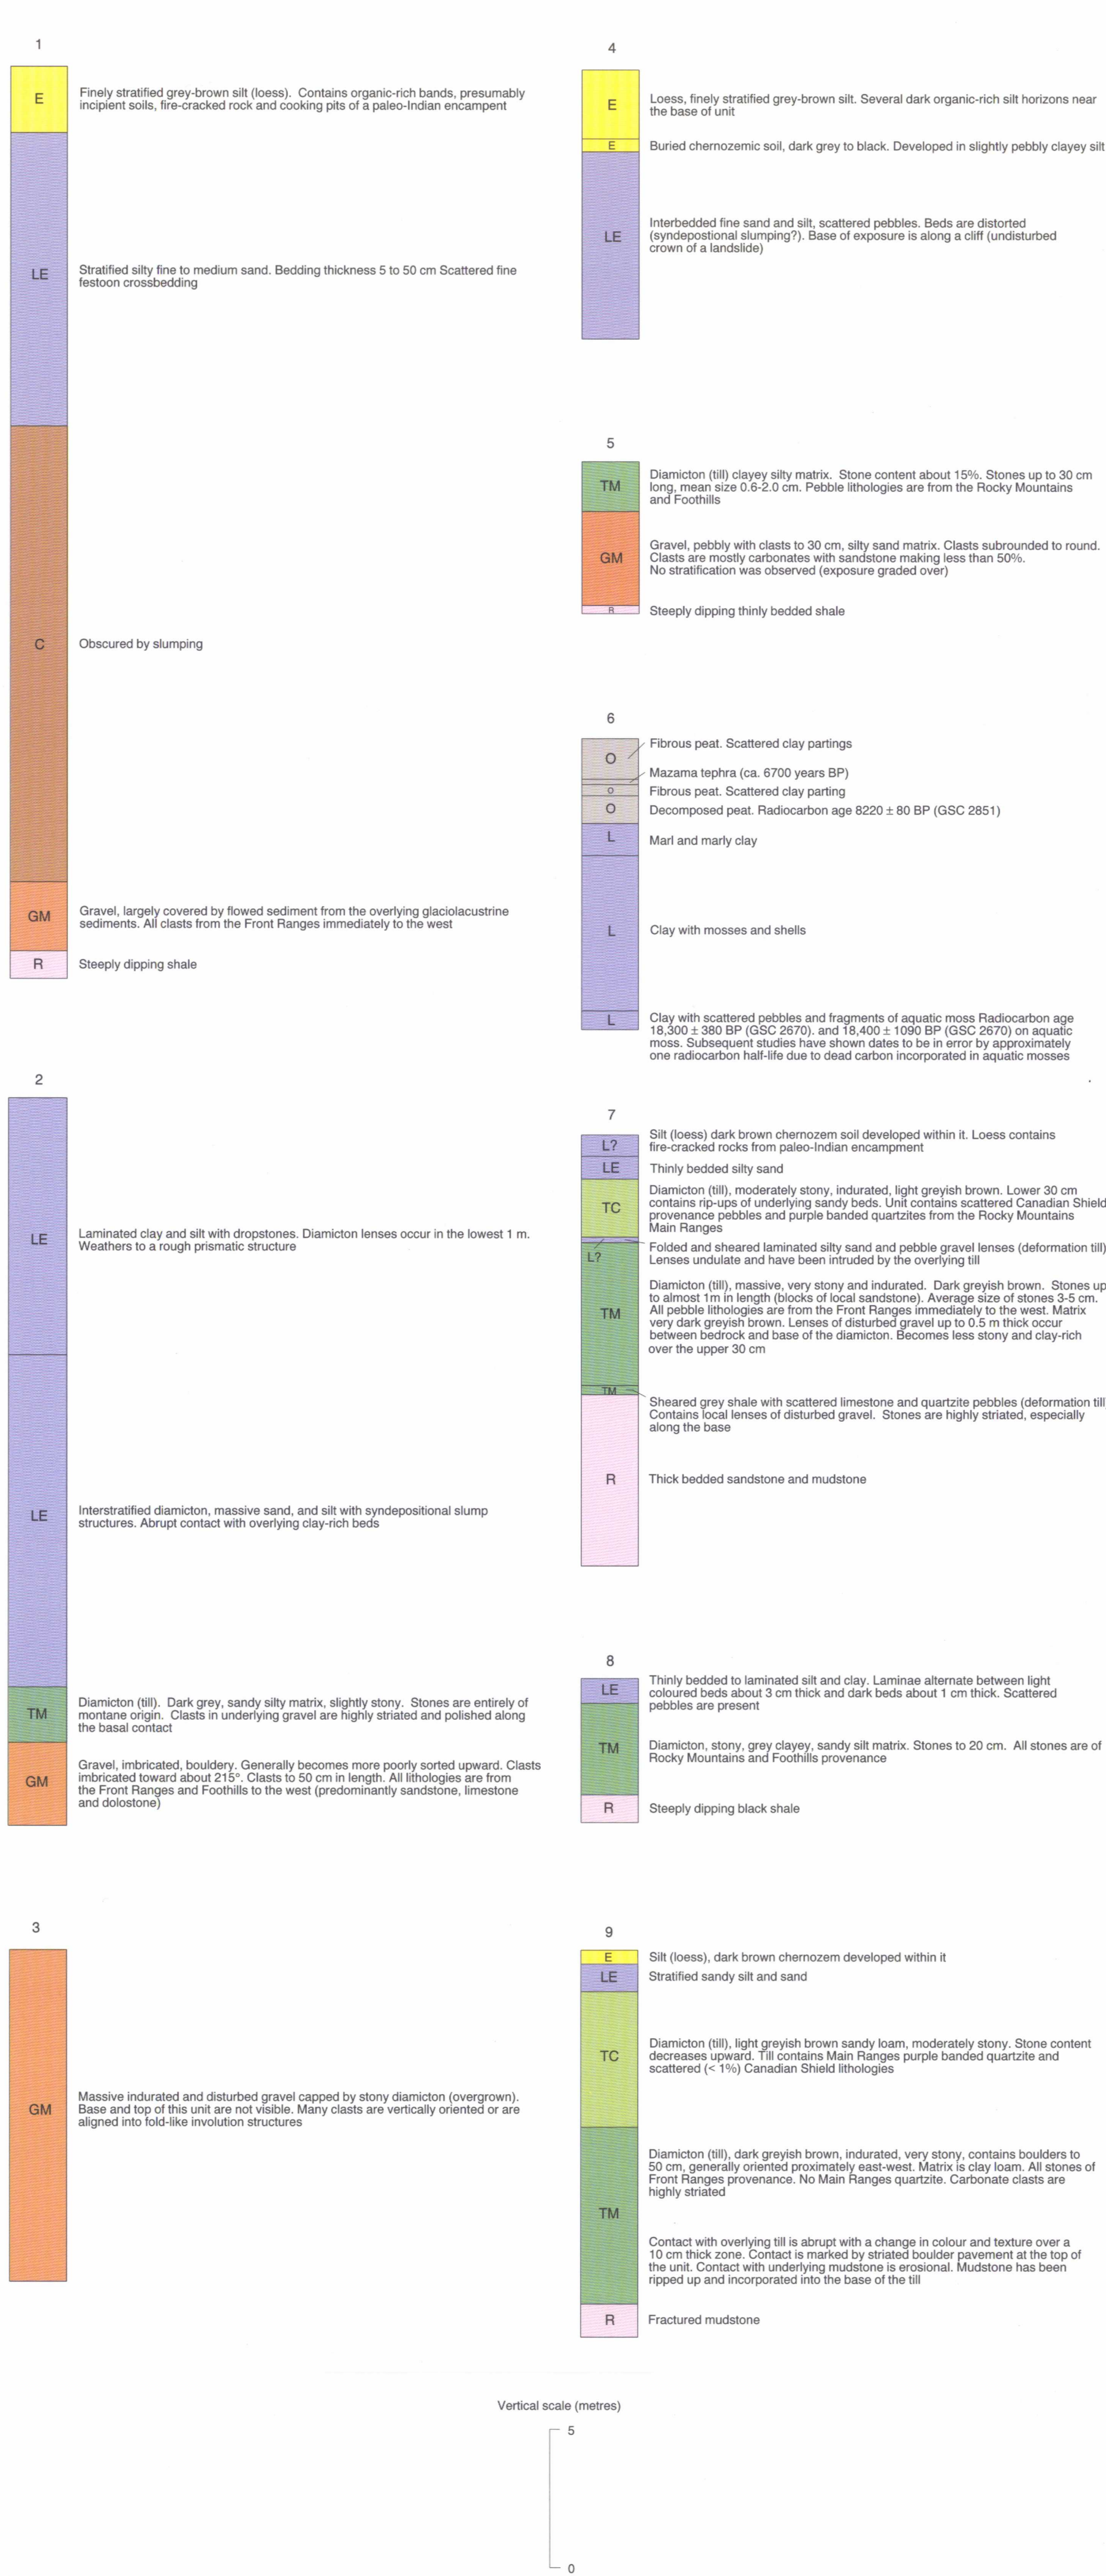 1
E
Finely stratified grey-brown silt (loess). Contains organic-rich bands, presumably
incipient soils, fire-cracked rock and cooking pits of a paleo-Indian encampent
LE
Stratified silty fine to medium sand. Bedding thickness 5 to 50 cm Scattered fine
festoon crossbedding
C
Obscured by slumping
GM
Gravel, largely covered by flowed sediment from the overlying glaciolacustrine
sediments. All clasts from the Front Ranges immediately to the west
R
Steeply dipping shale
2
LE
Laminated clay and silt with dropstones. Diamicton lenses occur in the lowest 1 m.
Weathers to a rough prismatic structure
LE
Interstratified diamicton, massive sand, and silt with syndepositional slump
structures. Abrupt contact with overlying clay-rich beds
TM
Diamicton (till). Dark grey, sandy silty matrix, slightly stony. Stones are entirely of
montane origin. Clasts in underlying gravel are highly striated and polished along
the basal contact
GM
Gravel, imbricated, bouldery. Generally becomes more poorly sorted upward. Clasts
imbricated toward about 215°. Clasts to 50 cm in length. All lithologies are from
the Front Ranges and Foothills to the west (predominantly sandstone, limestone
and dolostone)
3
GM
Massive indurated and disturbed gravel capped by stony diamicton (overgrown).
Base and top of this unit are not visible. Many clasts are vertically oriented or are
aligned into fold-like involution structures
4
E
Loess, finely stratified grey-brown silt. Several dark organic-rich silt horizons near
the base of unit
E
Buried chernozemic soil, dark grey to black. Developed in slightly pebbly clayey silt
LE
Interbedded fine sand and silt, scattered pebbles. Beds are distorted
(syndepostional slumping?). Base of exposure is along a cliff (undisturbed
crown of a landslide)
5
TM
Diamicton (till) clayey silty matrix. Stone content about 15%. Stones up to 30 cm
long, mean size 0.6-2.0 cm. Pebble lithologies are from the Rocky Mountains
and Foothills
GM
Gravel, pebbly with clasts to 30 cm, silty sand matrix. Clasts subrounded to round.
Clasts are mostly carbonates with sandstone making less than 50%.
No stratification was observed (exposure graded over)
R
Steeply dipping thinly bedded shale
6
O
Fibrous peat. Scattered clay partings
Mazama tephra (ca. 6700 years BP)
O
Fibrous peat. Scattered clay parting
O
Decomposed peat. Radiocarbon age 8220 ± 80 BP (GSC 2851)
L
Marl and marly clay
L
Clay with mosses and shells
L
Clay with scattered pebbles and fragments of aquatic moss Radiocarbon age
18,300 ± 380 BP (GSC 2670). and 18,400 ± 1090 BP (GSC 2670) on aquatic
moss. Subsequent studies have shown dates to be in error by approximately
one radiocarbon half-life due to dead carbon incorporated in aquatic mosses
7
L?
Silt (loess) dark brown chernozem soil developed within it. Loess contains
fire-cracked rocks from paleo-Indian encampment
LE
Thinly bedded silty sand
TC
Diamicton (till), moderately stony, indurated, light greyish brown. Lower 30 cm
contains rip-ups of underlying sandy beds. Unit contains scattered Canadian Shield
provenance pebbles and purple banded quartzites from the Rocky Mountains
Main Ranges
L?
Folded and sheared laminated silty sand and pebble gravel lenses (deformation till)
Lenses undulate and have been intruded by the overlying till
TM
Diamicton (till), massive, very stony and indurated. Dark greyish brown. Stones up
to almost 1m in length (blocks of local sandstone). Average size of stones 3-5 cm.
All pebble lithologies are from the Front Ranges immediately to the west. Matrix
very dark greyish brown. Lenses of disturbed gravel up to 0.5 m thick occur
between bedrock and base of the diamicton. Becomes less stony and clay-rich
over the upper 30 cm
TM
Sheared grey shale with scattered limestone and quartzite pebbles (deformation till
Contains local lenses of disturbed gravel. Stones are highly striated, especially
along the base
R
Thick bedded sandstone and mudstone
8
LE
Thinly bedded to laminated silt and clay. Laminae alternate between light
coloured beds about 3 cm thick and dark beds about 1 cm thick. Scattered
pebbles are present
TM
Diamicton, stony, grey clayey, sandy silt matrix. Stones to 20 cm. All stones are of
Rocky Mountains and Foothills provenance
R
Steeply dipping black shale
9
E
Silt (loess), dark brown chernozem developed within it
LE
Stratified sandy silt and sand
TC
Diamicton (till), light greyish brown sandy loam, moderately stony. Stone content
decreases upward. Till contains Main Ranges purple banded quartzite and
scattered (< 1%) Canadian Shield lithologies
TM
Diamicton (till), dark greyish brown, indurated, very stony, contains boulders to
50 cm, generally oriented proximately east-west. Matrix is clay loam. All stones of
Front Ranges provenance. No Main Ranges quartzite. Carbonate clasts are
highly striated
Contact with overlying till is abrupt with a change in colour and texture over a
10 cm thick zone. Contact is marked by striated boulder pavement at the top of
the unit. Contact with underlying mudstone is erosional. Mudstone has been
ripped up and incorporated into the base of the till
R
Fractured mudstone
Vertical scale (metres)
5
0